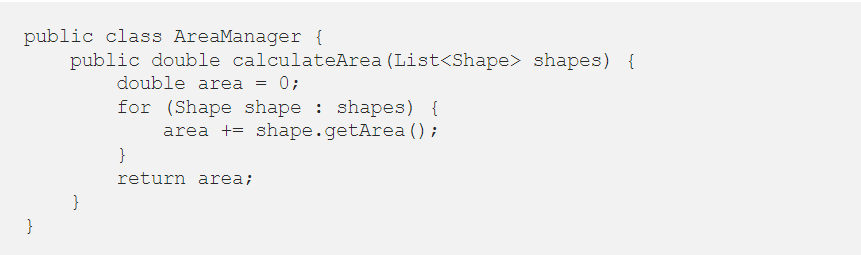 public class AreaManager {
    public double calculateArea(List<Shape> shapes) {
        double area = 0;
        for (Shape shape : shapes) {
            area += shape.getArea();
        }
        return area;
    }
}